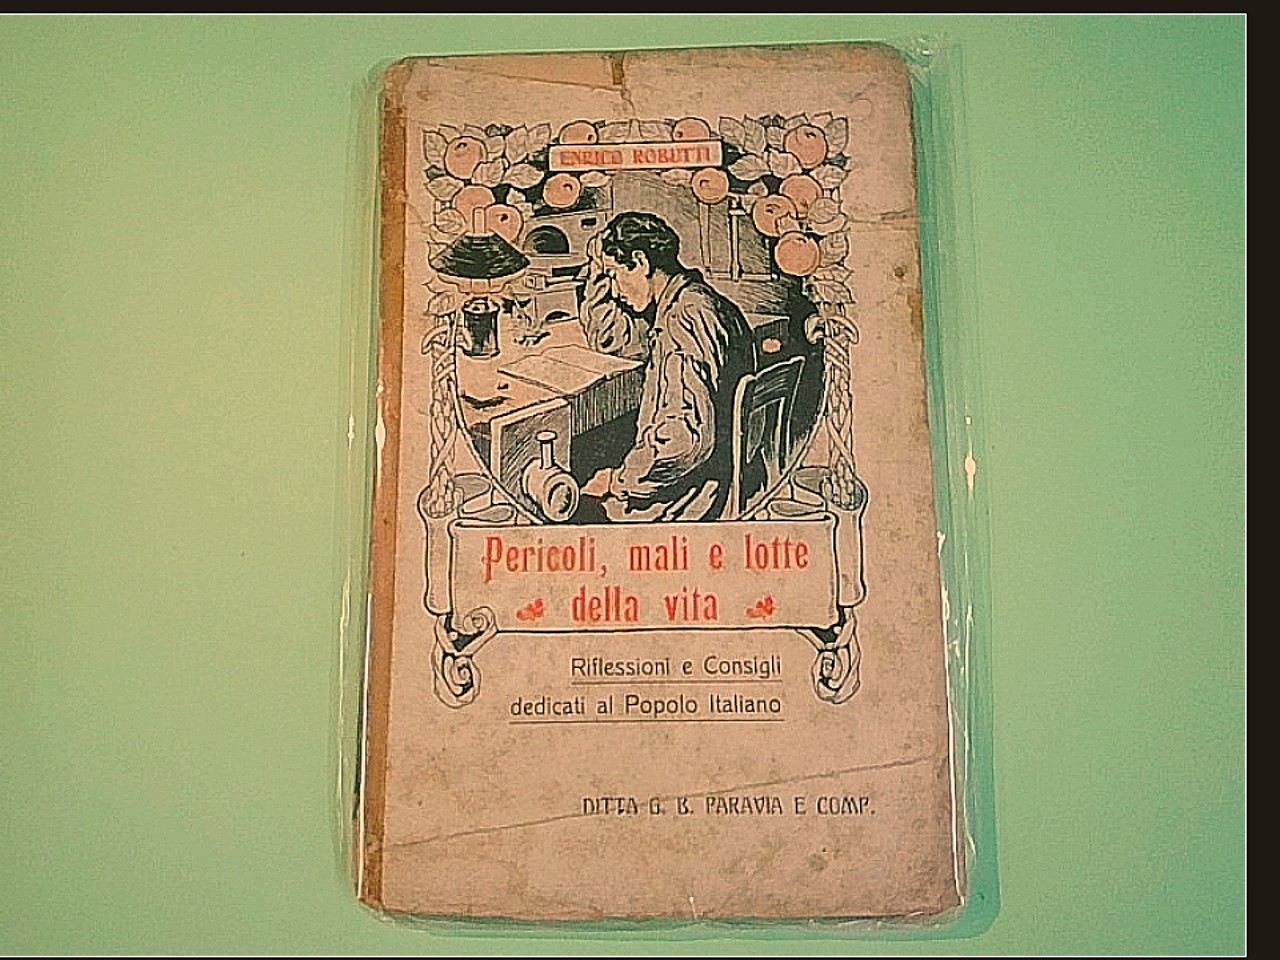 ENRICO ROBUTTI
Pericoli, mali e lotte
della vita
Riflessioni e Consigli
dedicati al Popolo Italiano
DITTA G. B. PARAVIA E COMP.